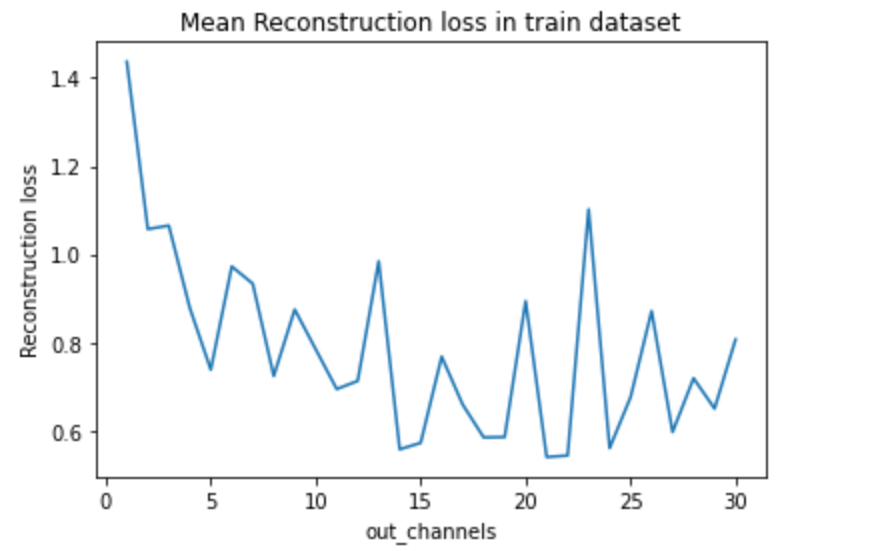 Mean Reconstruction loss in train dataset
1.4
1.2
1.0
0.8
0.6
Reconstruction loss
0 5 10 15 20 25 30
out_channels